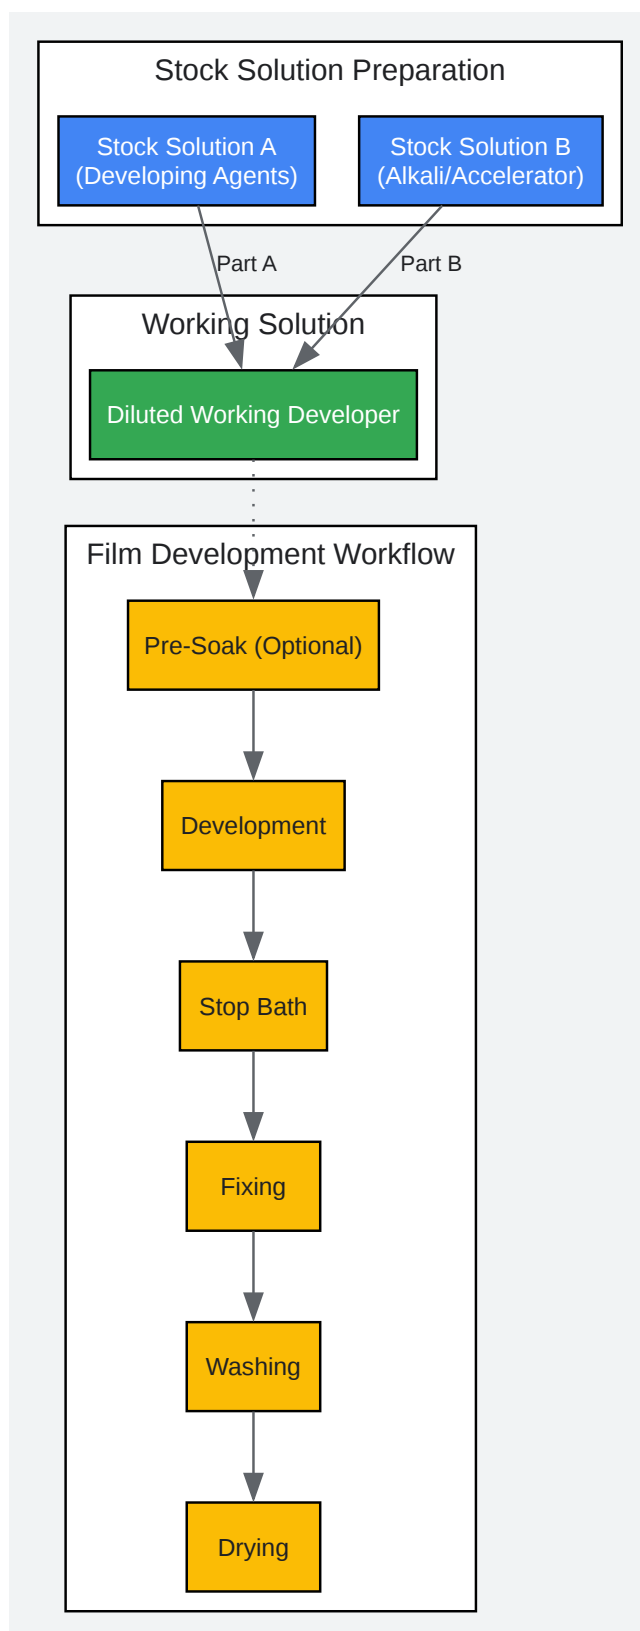 Stock Solution Preparation
Stock Solution A
(Developing Agents)
Stock Solution B
(Alkali/Accelerator)
Part A
Part B
Working Solution
Diluted Working Developer
Film Development Workflow
Pre-Soak (Optional)
Development
Stop Bath
Fixing
Washing
Drying